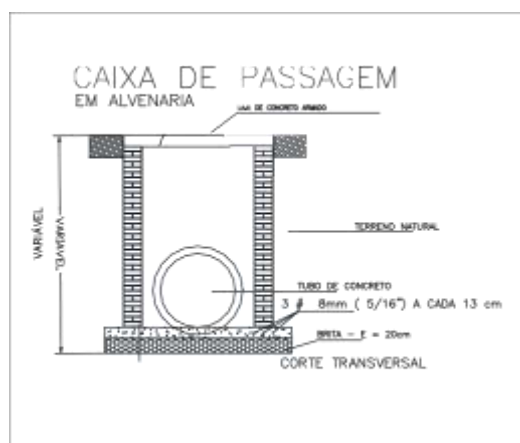 CAIXA DE PASSAGEM
EM ALVENARIA
LAJE DE CONCRETO ARMADO
VARIÁVEL
VARIAVEL
TERRENO NATURAL
TUBO DE CONCRETO
3 8mm ( 5/16") A CADA 13 cm
BRITA - E = 20cm
CORTE TRANSVERSAL